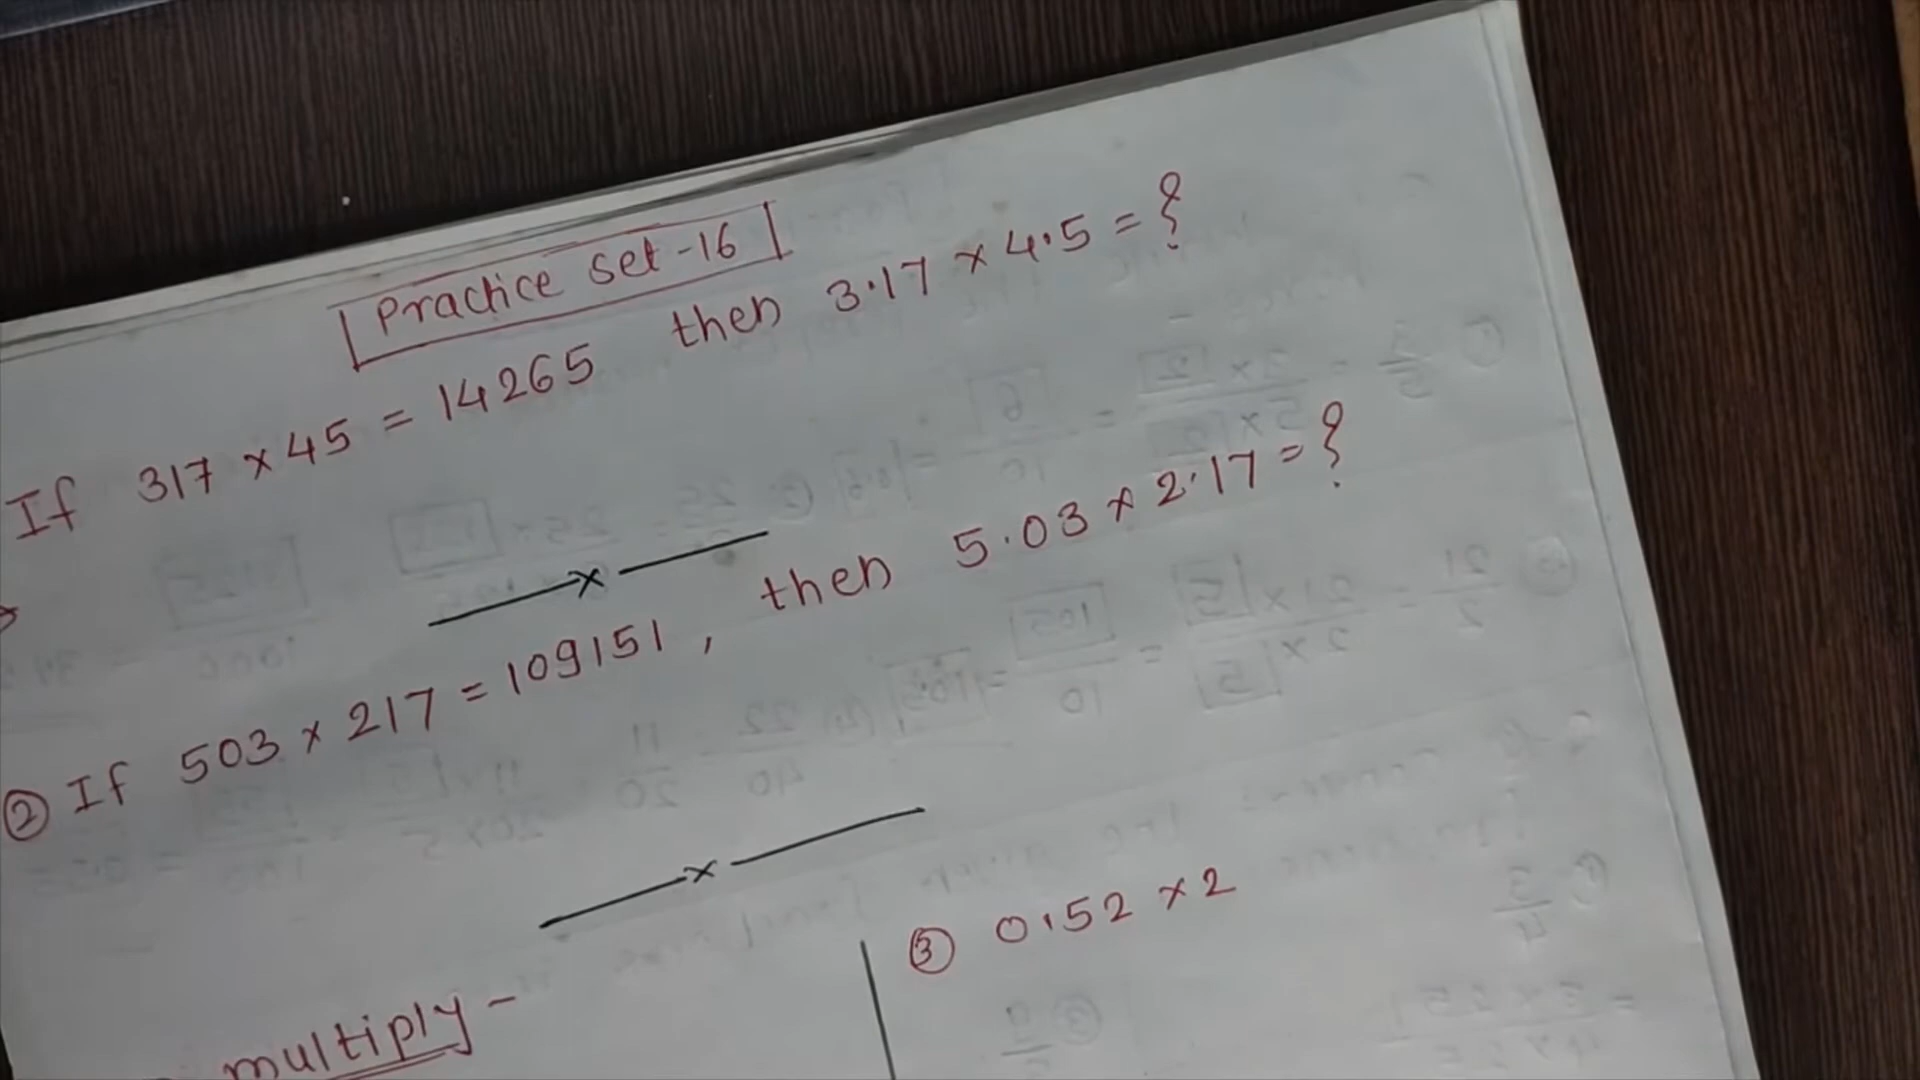 Practice set -16
If 317 × 45 = 14265 then 3.17 × 4.5 = ?
② If 503 × 217 = 109151 , then 5.03 × 2.17 = ?
multiply -
③ 0.52 × 2